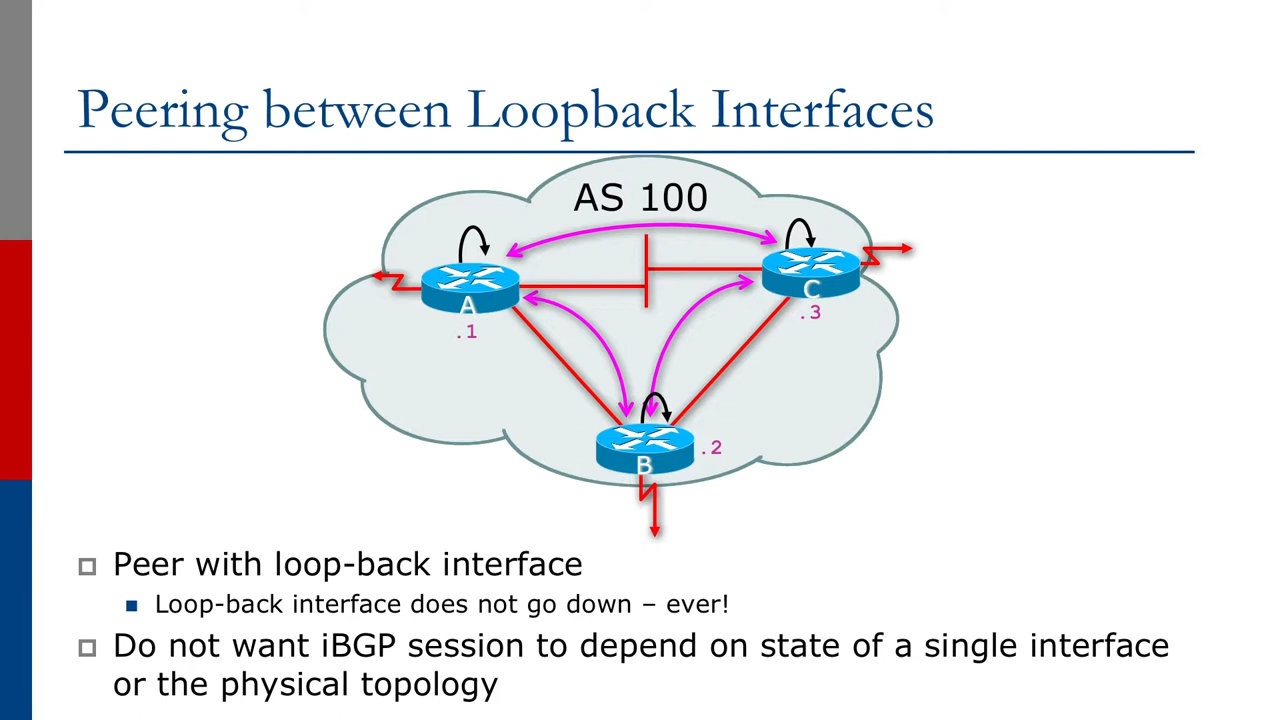 Peering between Loopback Interfaces
AS 100
A
.1
C
.3
B
.2
Peer with loop-back interface
Loop-back interface does not go down – ever!
Do not want iBGP session to depend on state of a single interface
or the physical topology